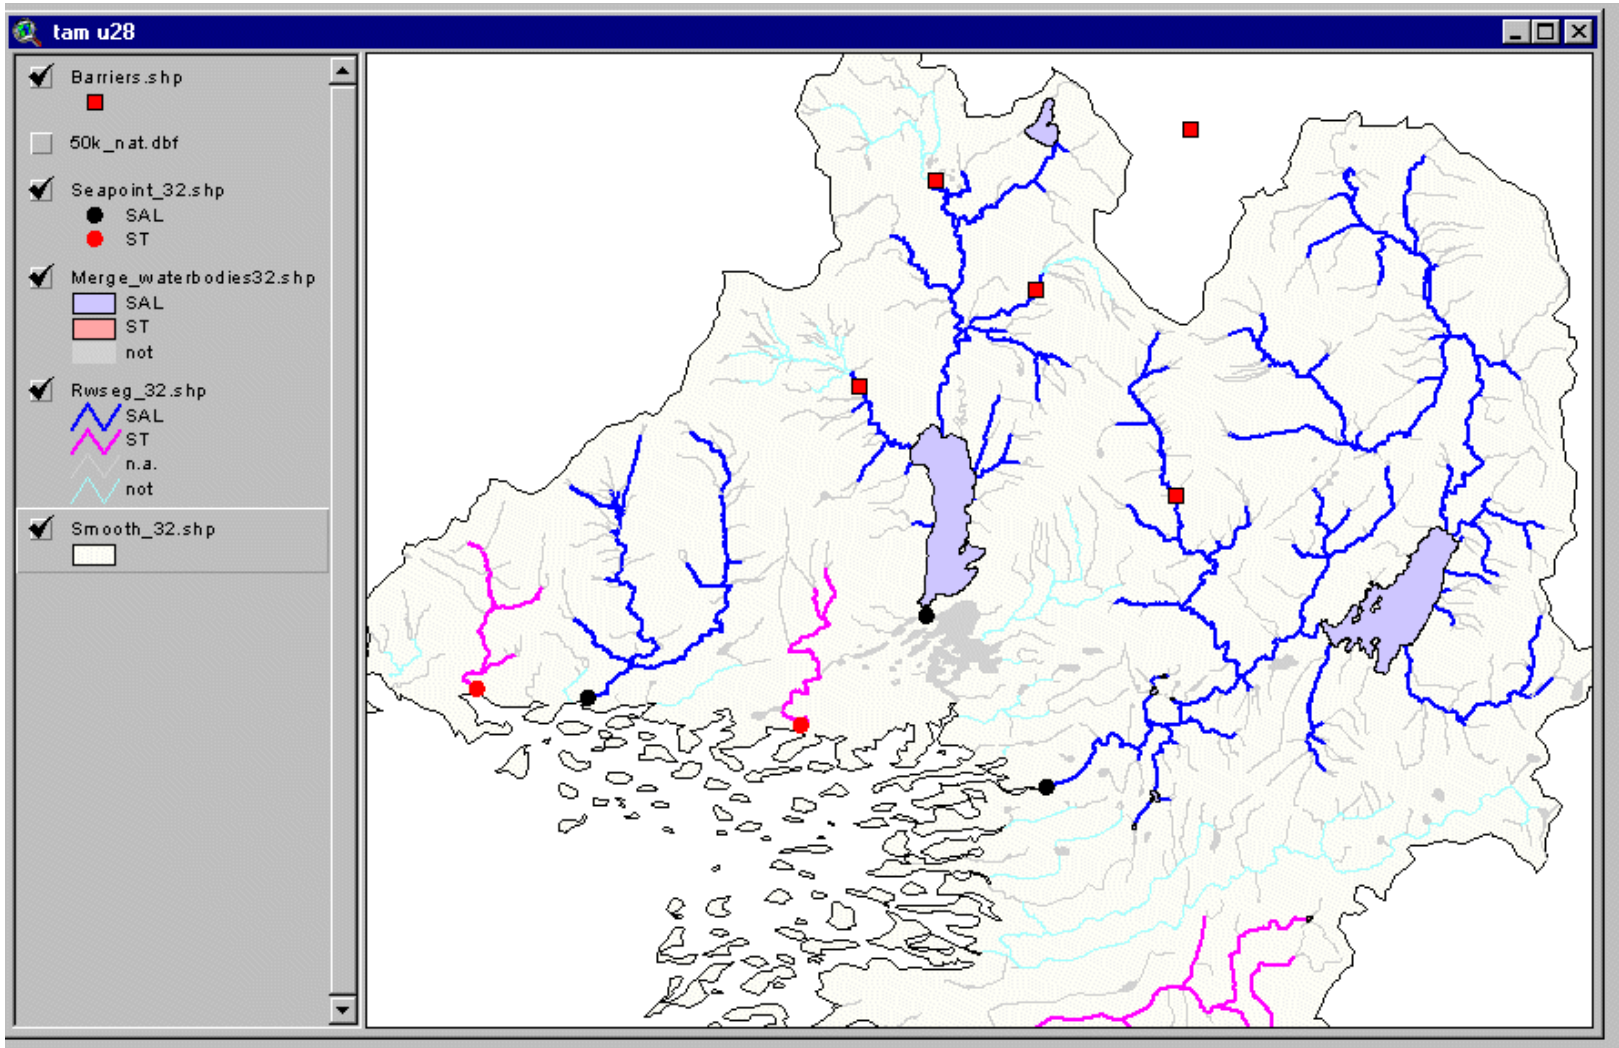 tam u28
Barriers.shp
50k_nat.dbf
Seapoint_32.shp
SAL
ST
Merge_waterbodies32.shp
SAL
ST
not
Rwseg_32.shp
SAL
ST
n.a.
not
Smooth_32.shp